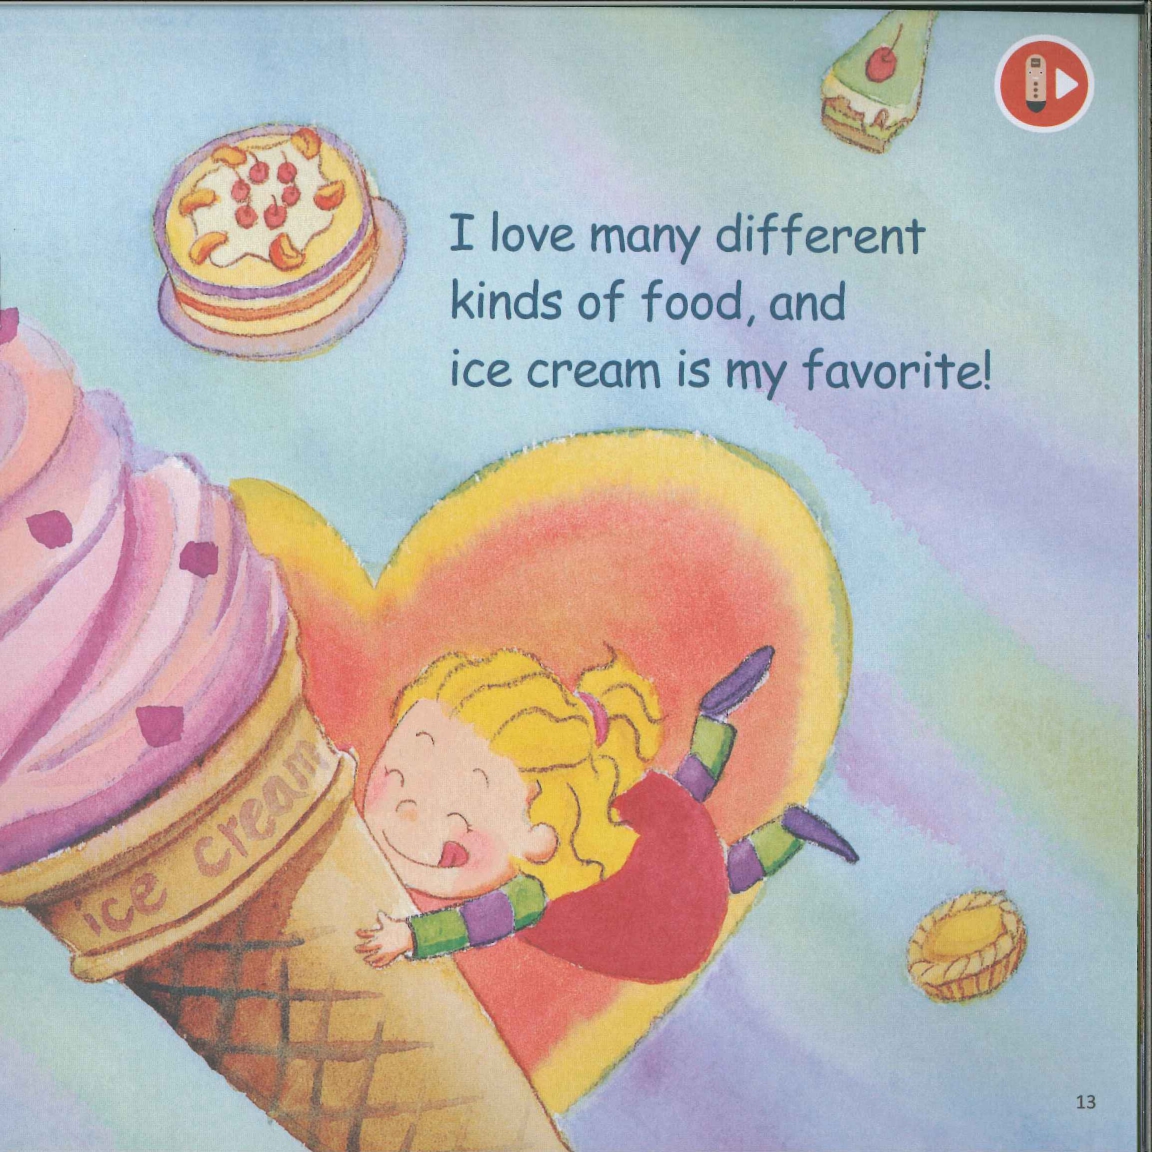 I love many different
kinds of food, and
ice cream is my favorite!
ice cream
13